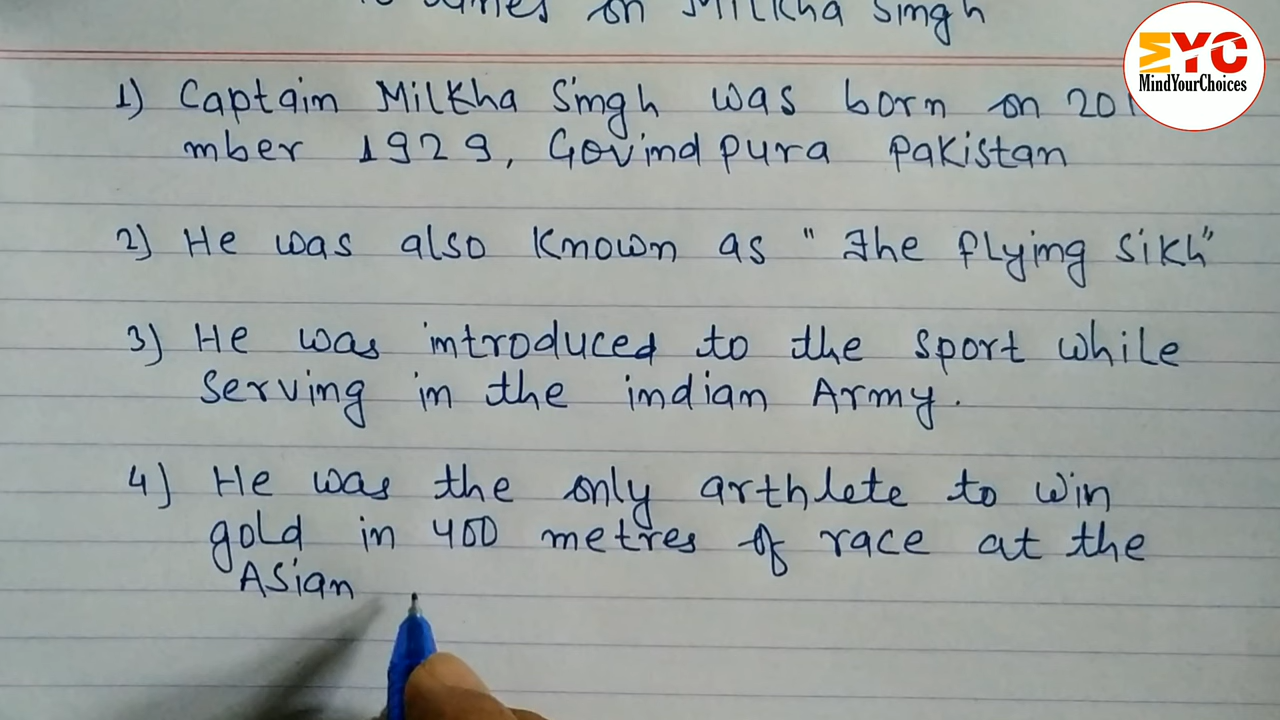 on Milkha Singh
MYC
MindYourChoices
1) Captain Milkha Singh was born on 20
mber 1929, Govindpura Pakistan
2) He was also known as "The flying Sikh"
3) He was introduced to the sport while
serving in the indian Army.
4) He was the only arthlete to win
gold in 400 metres of race at the
Asian